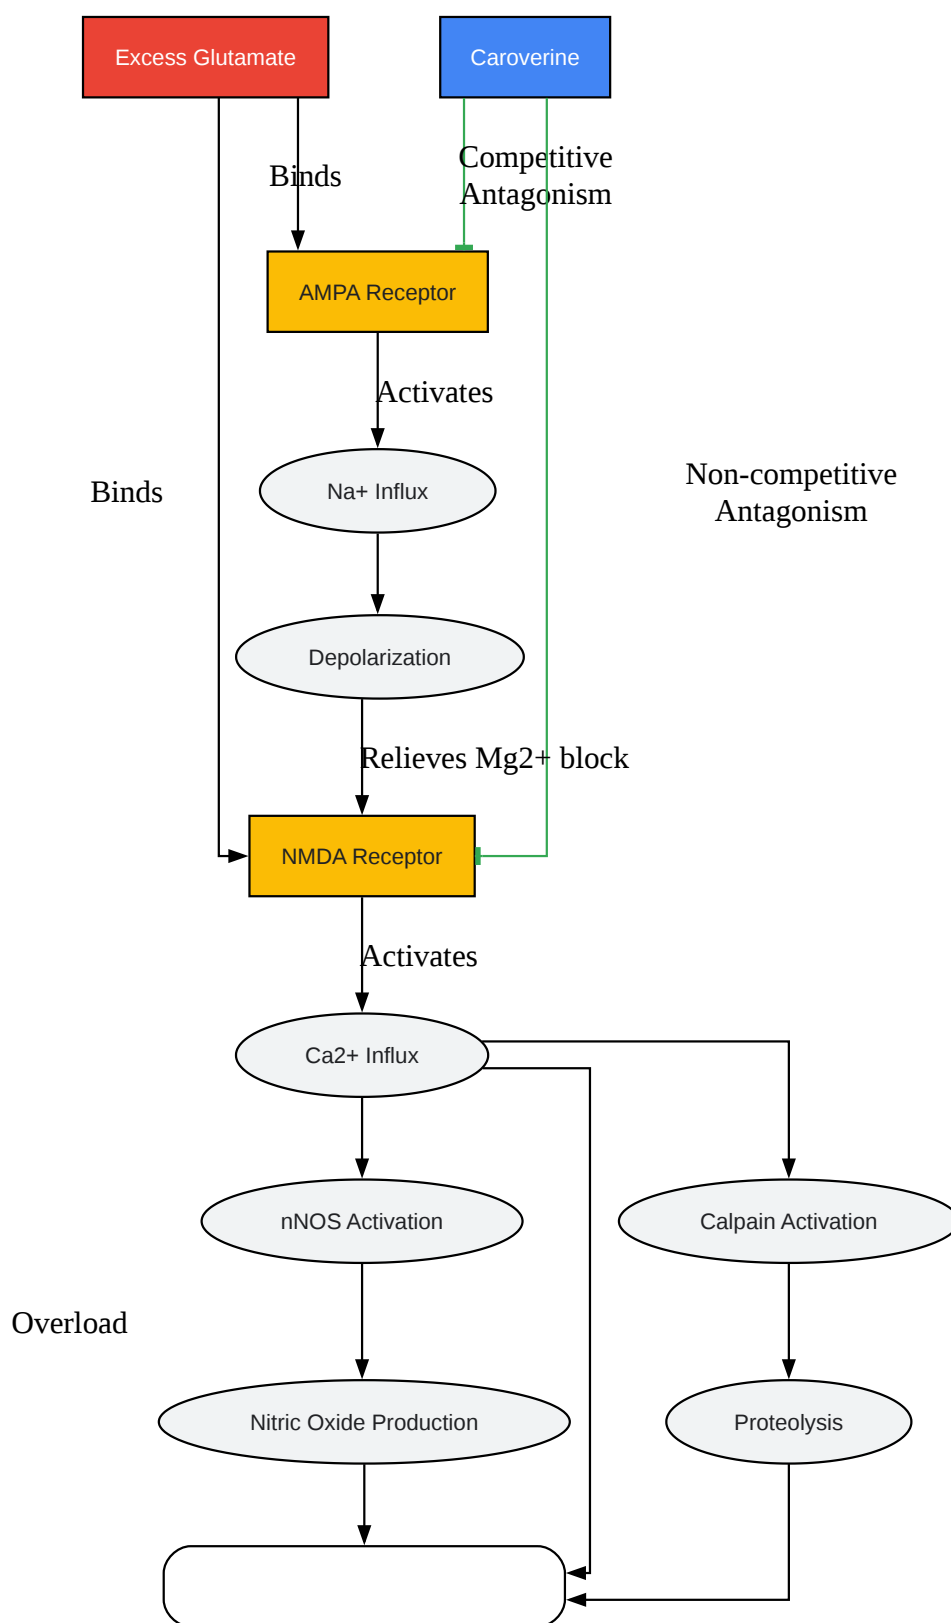 Excess Glutamate
Caroverine
Binds
Competitive
Antagonism
AMPA Receptor
Activates
Na+ Influx
Binds
Non-competitive
Antagonism
Depolarization
Relieves Mg2+ block
NMDA Receptor
Activates
Ca2+ Influx
nNOS Activation
Calpain Activation
Overload
Nitric Oxide Production
Proteolysis